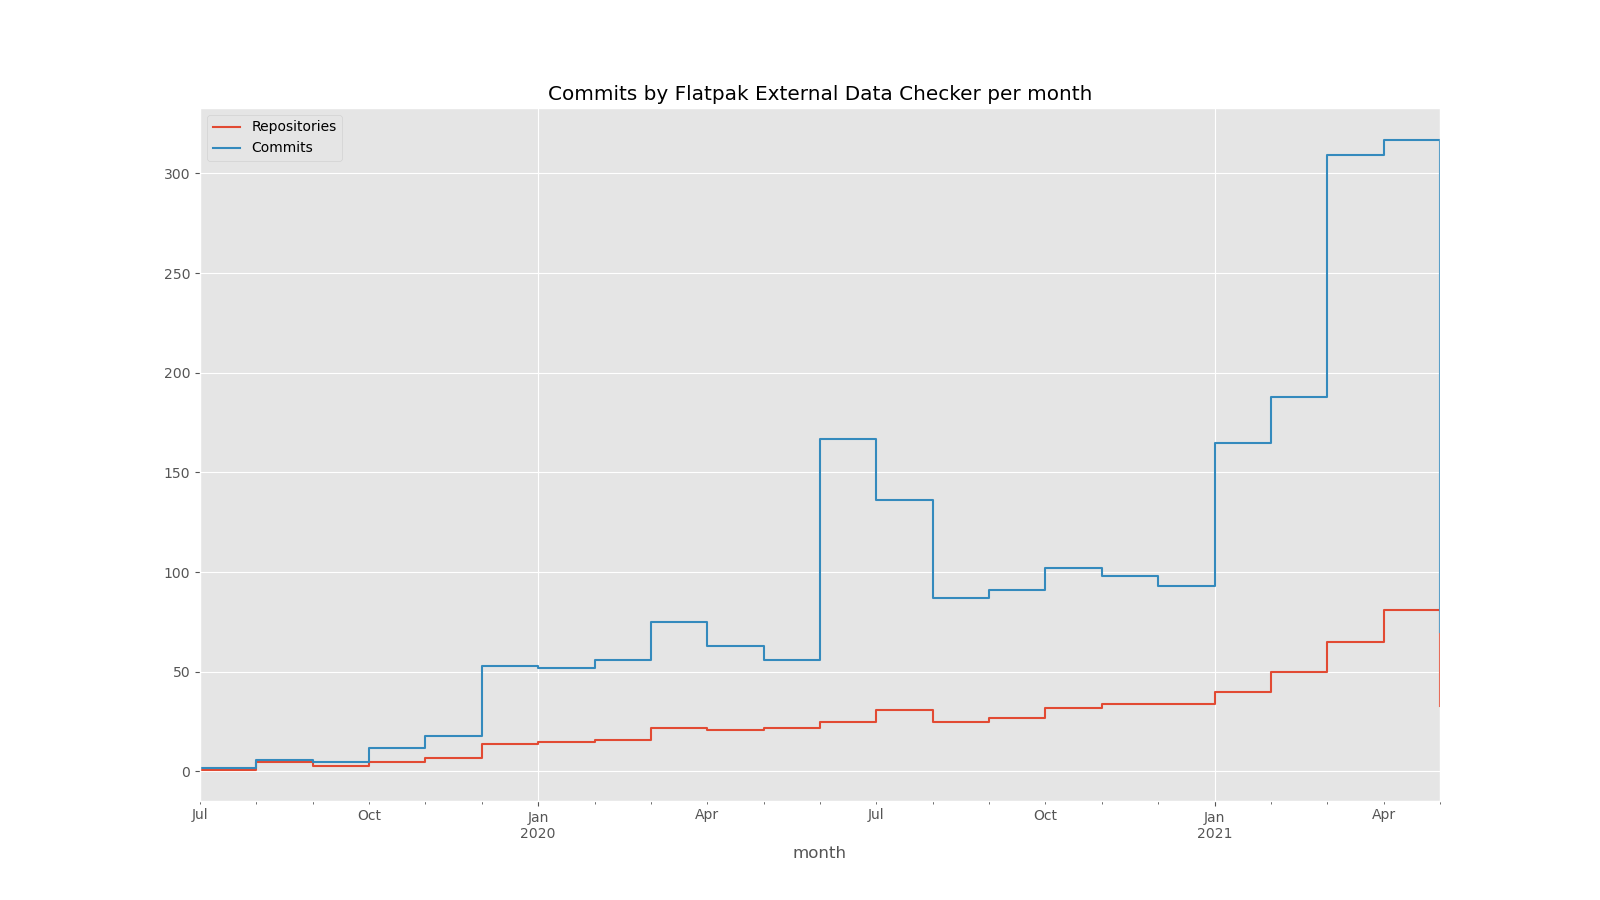 Commits by Flatpak External Data Checker per month
Repositories
Commits
300
250
200
150
100
50
0
Jul
Oct
Jan
2020
Apr
Jul
Oct
Jan
2021
Apr
month